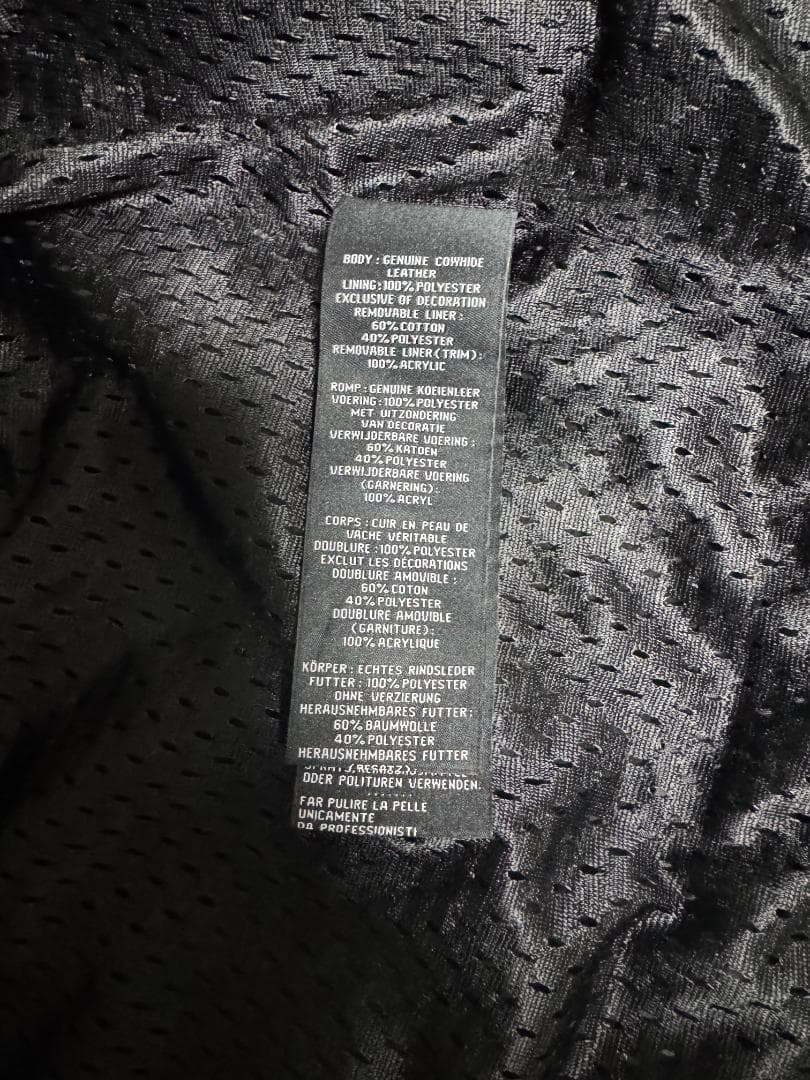 BODY : GENUINE COWHIDE
LEATHER
LINING : 100% POLYESTER
EXCLUSIVE OF DECORATION
REMOVABLE LINER :
60% COTTON
40% POLYESTER
REMOVABLE LINER (TRIM) :
100% ACRYLIC
ROMP : GENUINE KOEIENLEER
VOERING : 100% POLYESTER
MET UITZONDERING
VAN DECORATIE
VERWIJDERBARE VOERING :
60% KATOEN
40% POLYESTER
VERWIJDERBARE VOERING
(GARNERING) :
100% ACRYL
CORPS : CUIR EN PEAU DE
VACHE VERITABLE
DOUBLURE : 100% POLYESTER
EXCLUT LES DÉCORATIONS
DOUBLURE AMOVIBLE :
60% COTON
40% POLYESTER
DOUBLURE AMOVIBLE
(GARNITURE) :
100% ACRYLIQUE
KÖRPER : ECHTES RINDSLEDER
FUTTER : 100% POLYESTER
OHNE VERZIERUNG
HERAUSNEHMBARES FUTTER :
60% BAUMWOLLE
40% POLYESTER
HERAUSNEHMBARES FUTTER
ODER POLITUREN VERWENDEN.
.......
FAR PULIRE LA PELLE
UNICAMENTE
DA PROFESSIONISTI